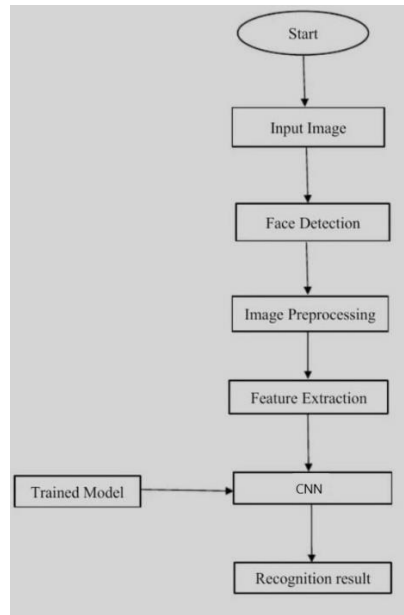 Start
Input Image
Face Detection
Image Preprocessing
Feature Extraction
CNN
Trained Model
Recognition result